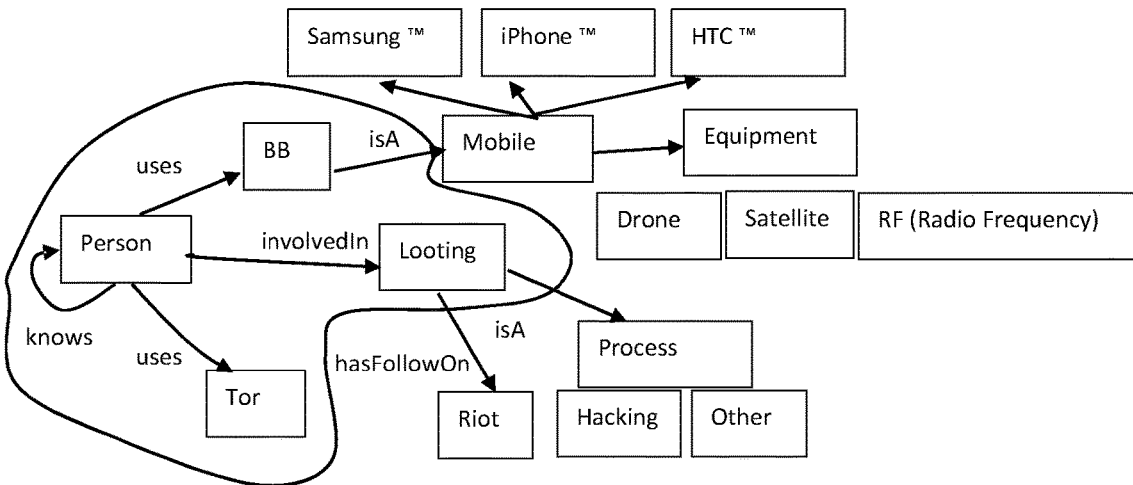 Samsung ™
iPhone ™
HTC ™
BB
isA
Mobile
Equipment
uses
Drone
Satellite
RF (Radio Frequency)
Person
involvedIn
Looting
knows
uses
isA
Process
hasFollowOn
Tor
Riot
Hacking
Other